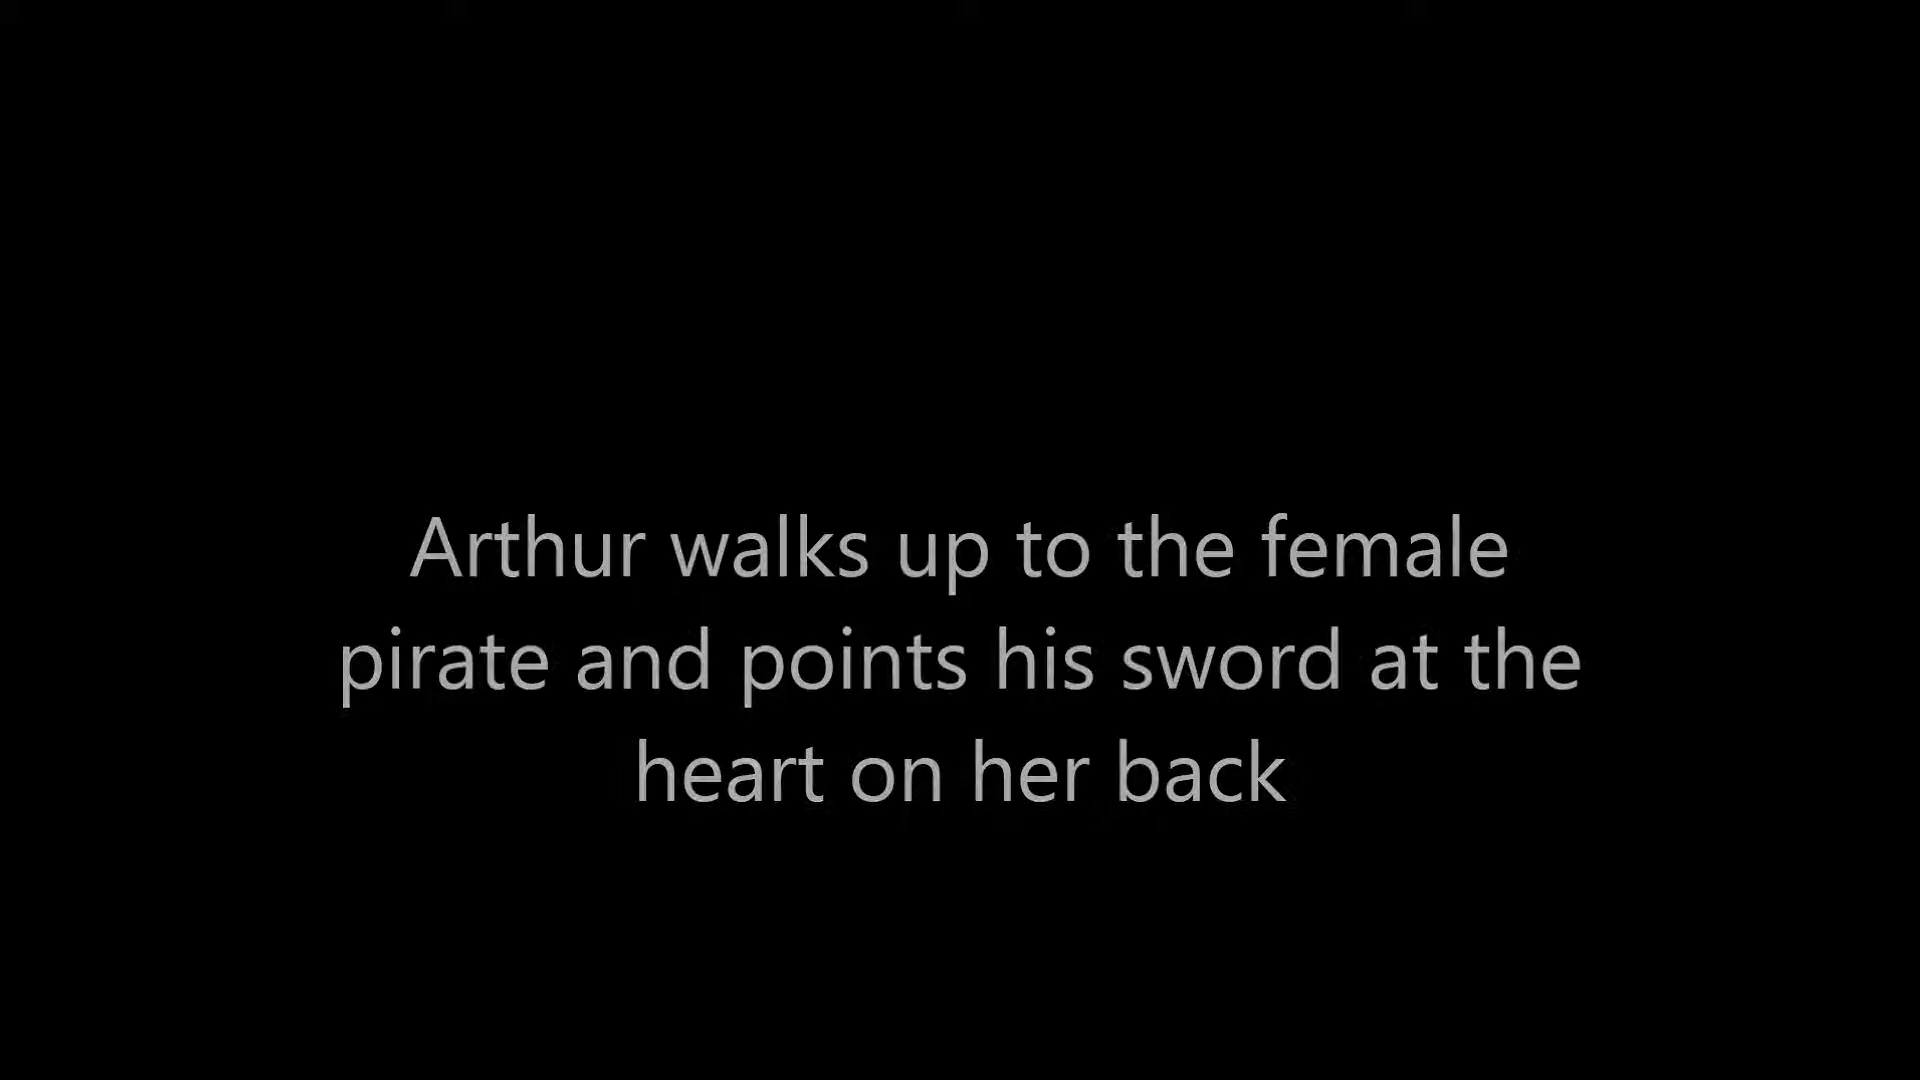 Arthur walks up to the female
pirate and points his sword at the
heart on her back